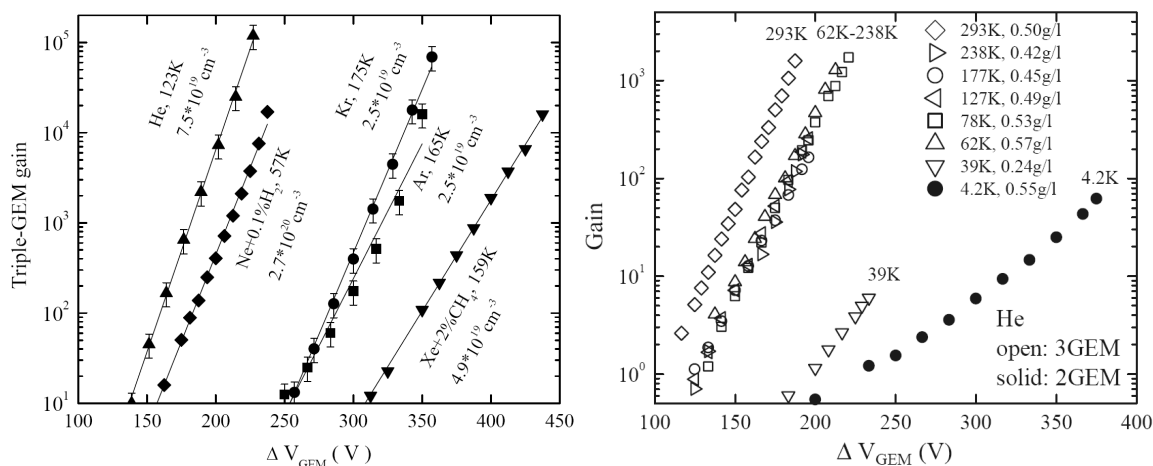 Triple-GEM gain
10^5
10^4
10^3
10^2
10^1
He, 123K
7.5*10^19 cm^-3
Ne+0.1%H_2, 57K
2.7*10^20 cm^-3
Kr, 175K
2.5*10^19 cm^-3
Ar, 165K
2.5*10^19 cm^-3
Xe+2%CH_4, 159K
4.9*10^19 cm^-3
100 150 200 250 300 350 400 450
Δ V_GEM ( V )
Gain
10^3
10^2
10^1
10^0
293K 62K-238K
293K, 0.50g/l
238K, 0.42g/l
177K, 0.45g/l
127K, 0.49g/l
78K, 0.53g/l
62K, 0.57g/l
39K, 0.24g/l
4.2K, 0.55g/l
4.2K
39K
He
open: 3GEM
solid: 2GEM
100 150 200 250 300 350 400
Δ V_GEM (V)